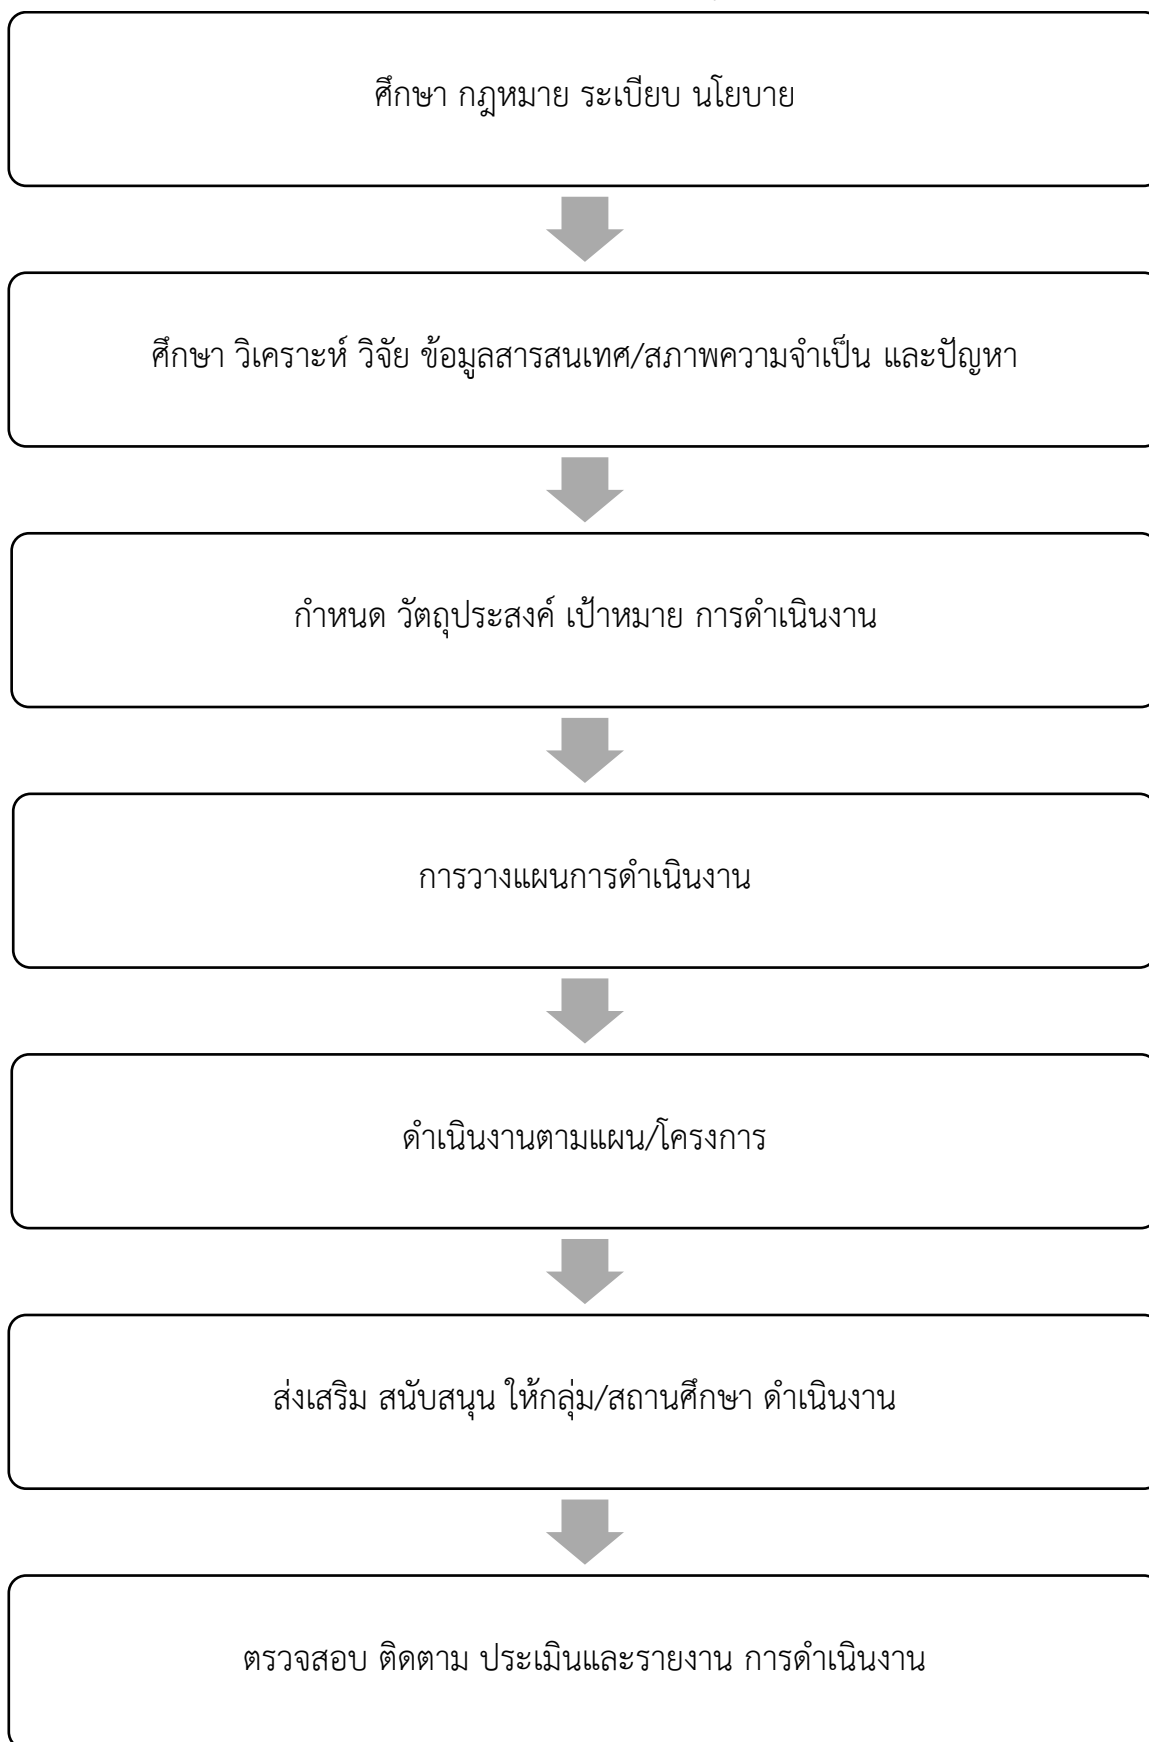 ศึกษา กฎหมาย ระเบียบ นโยบาย
ศึกษา วิเคราะห์ วิจัย ข้อมูลสารสนเทศ/สภาพความจำเป็น และปัญหา
กำหนด วัตถุประสงค์ เป้าหมาย การดำเนินงาน
การวางแผนการดำเนินงาน
ดำเนินงานตามแผน/โครงการ
ส่งเสริม สนับสนุน ให้กลุ่ม/สถานศึกษา ดำเนินงาน
ตรวจสอบ ติดตาม ประเมินและรายงาน การดำเนินงาน